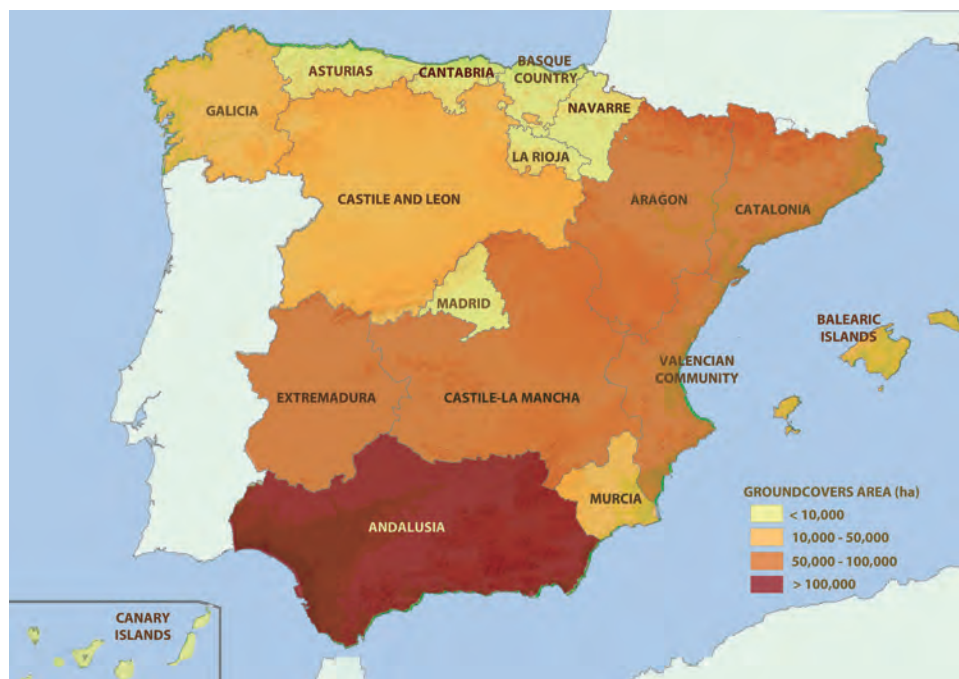 ASTURIAS
CANTABRIA
BASQUE
COUNTRY
GALICIA
NAVARRE
LA RIOJA
CASTILE AND LEON
ARAGON
CATALONIA
MADRID
BALEARIC
ISLANDS
VALENCIAN
COMMUNITY
EXTREMADURA
CASTILE-LA MANCHA
MURCIA
ANDALUSIA
GROUNDCOVERS AREA (ha)
< 10,000
10,000 - 50,000
50,000 - 100,000
> 100,000
CANARY
ISLANDS